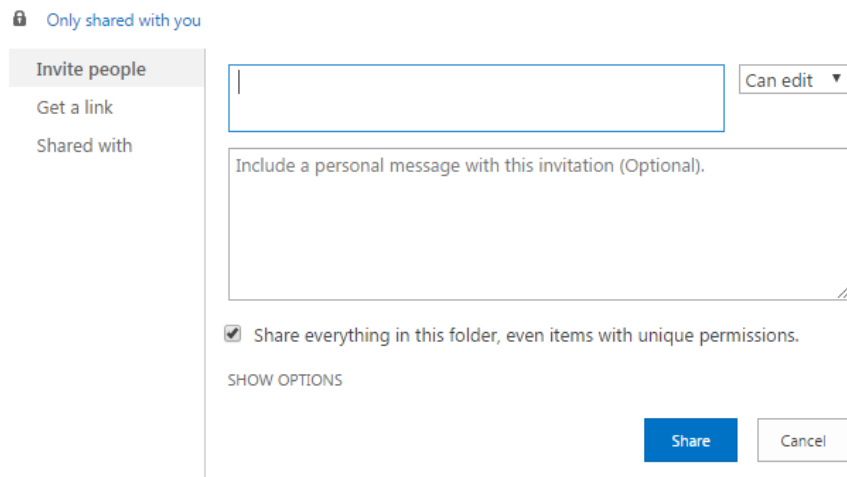 Only shared with you
Invite people
Get a link
Shared with
Can edit
Include a personal message with this invitation (Optional).
Share everything in this folder, even items with unique permissions.
SHOW OPTIONS
Share
Cancel